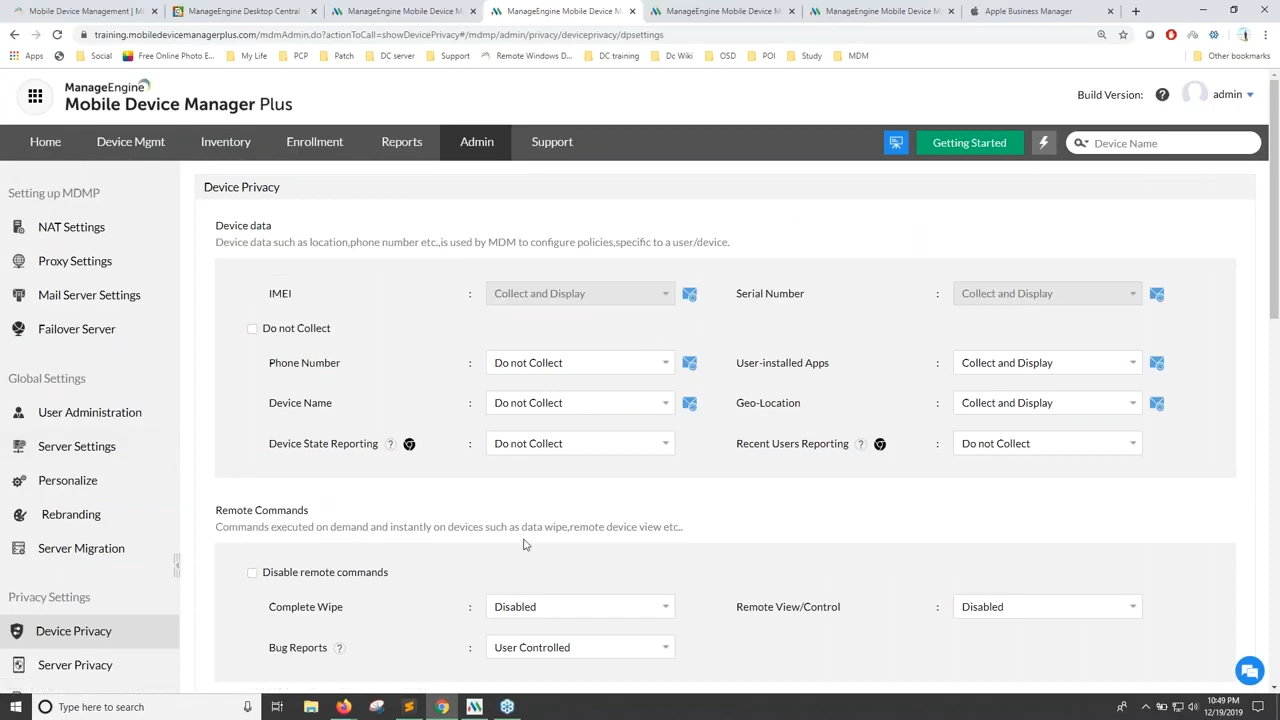 Mobile Device Management | M
ManageEngine Desktop Central
ManageEngine Mobile Device M
ManageEngine Mobile Device M
ManageEngine Mobile Device M
ManageEngine Mobile Device M
Apple Business Manager
training.mobiledevicemanagerplus.com/mdmAdmin.do?actionToCall=showDevicePrivacy#/mdmp/admin/privacy/deviceprivacy/dpsettings
Apps Social Free Online Photo E... My Life PCP Patch DC server Support Remote Windows D... DC training Dc Wiki OSD POI Study MDM Other bookmarks
ManageEngine
Mobile Device Manager Plus
Build Version: ? admin
Home Device Mgmt Inventory Enrollment Reports Admin Support Getting Started Device Name
Setting up MDMP
NAT Settings
Proxy Settings
Mail Server Settings
Failover Server
Global Settings
User Administration
Server Settings
Personalize
Rebranding
Server Migration
Privacy Settings
Device Privacy
Server Privacy
Device Privacy
Device data
Device data such as location,phone number etc.,is used by MDM to configure policies,specific to a user/device.
IMEI : Collect and Display Serial Number : Collect and Display
Do not Collect
Phone Number : Do not Collect User-installed Apps : Collect and Display
Device Name : Do not Collect Geo-Location : Collect and Display
Device State Reporting ? : Do not Collect Recent Users Reporting ? : Do not Collect
Remote Commands
Commands executed on demand and instantly on devices such as data wipe,remote device view etc..
Disable remote commands
Complete Wipe : Disabled Remote View/Control : Disabled
Bug Reports ? : User Controlled
Type here to search
10:49 PM
12/19/2019